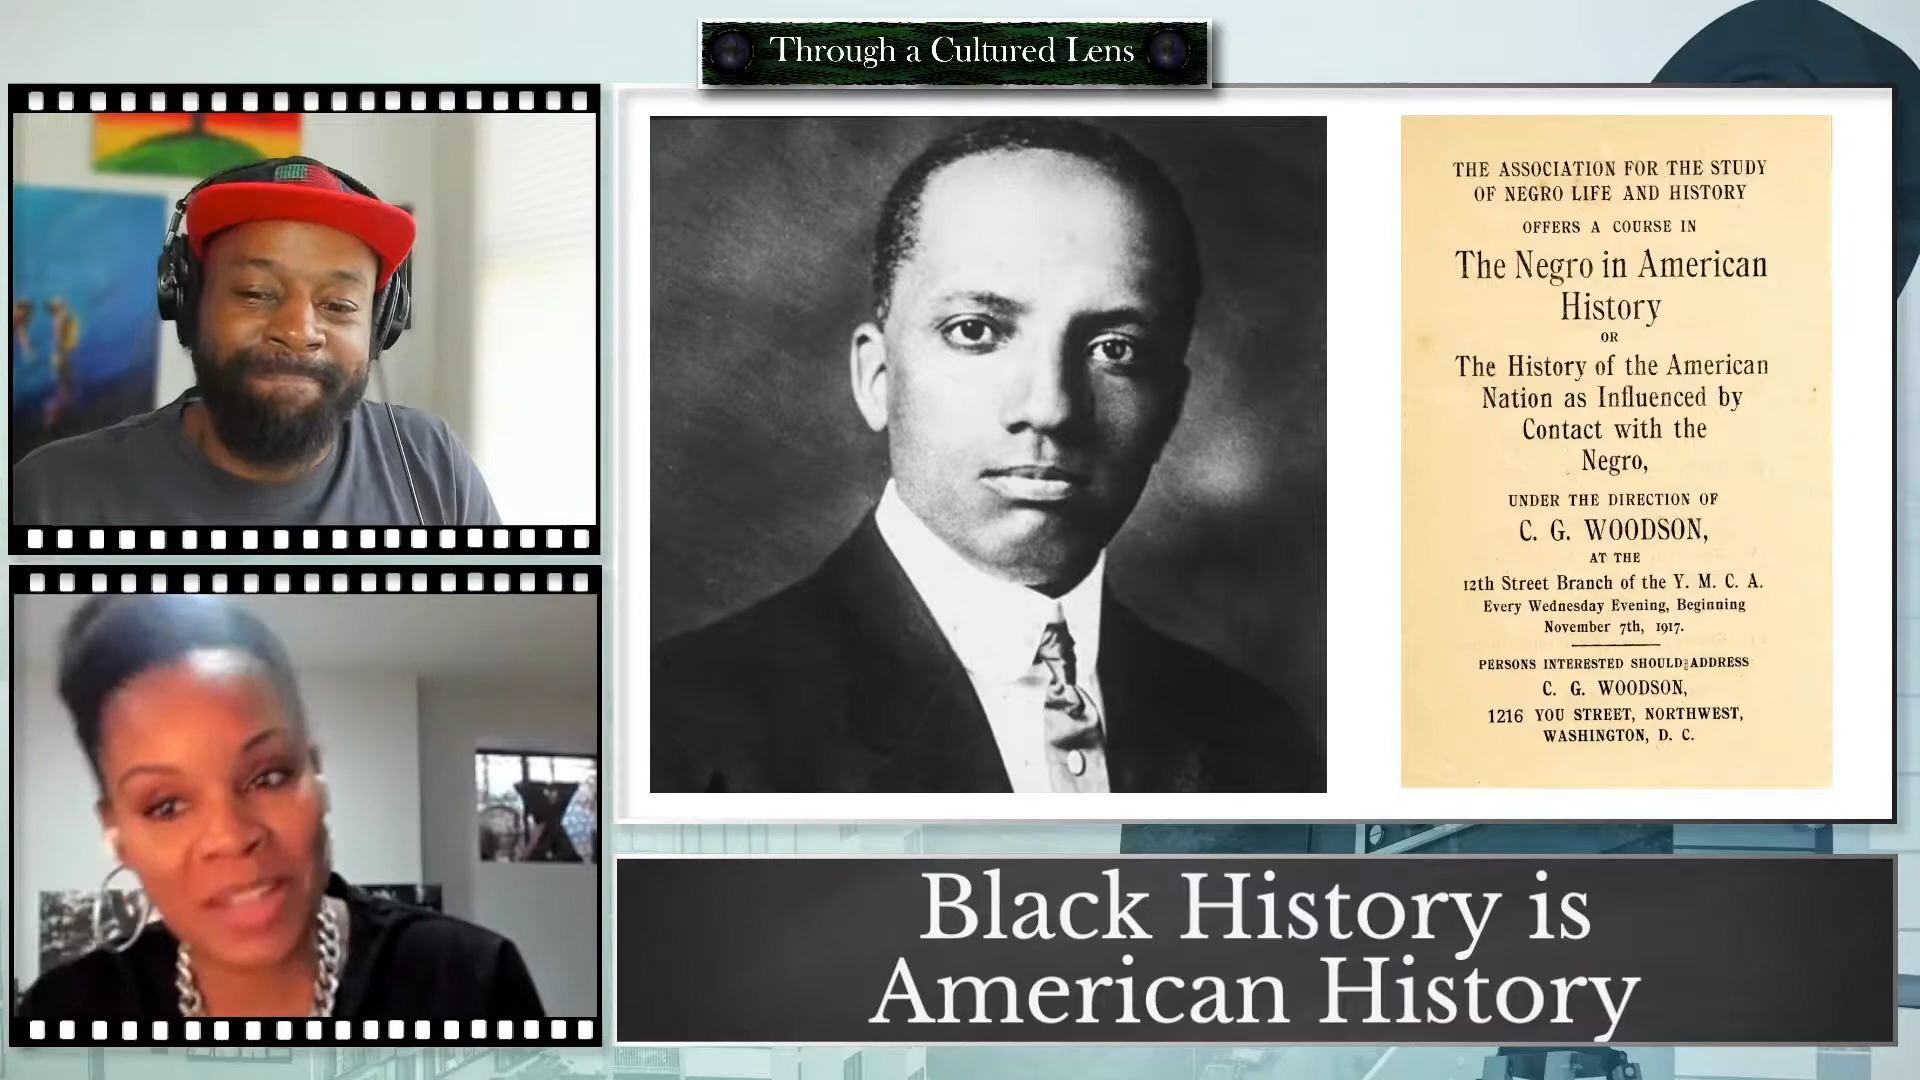 Through a Cultured Lens
THE ASSOCIATION FOR THE STUDY
OF NEGRO LIFE AND HISTORY
OFFERS A COURSE IN
The Negro in American
History
OR
The History of the American
Nation as Influenced by
Contact with the
Negro,
UNDER THE DIRECTION OF
C. G. WOODSON,
AT THE
12th Street Branch of the Y. M. C. A.
Every Wednesday Evening, Beginning
November 7th, 1917.
PERSONS INTERESTED SHOULD ADDRESS
C. G. WOODSON,
1216 YOU STREET, NORTHWEST,
WASHINGTON, D. C.
Black History is
American History